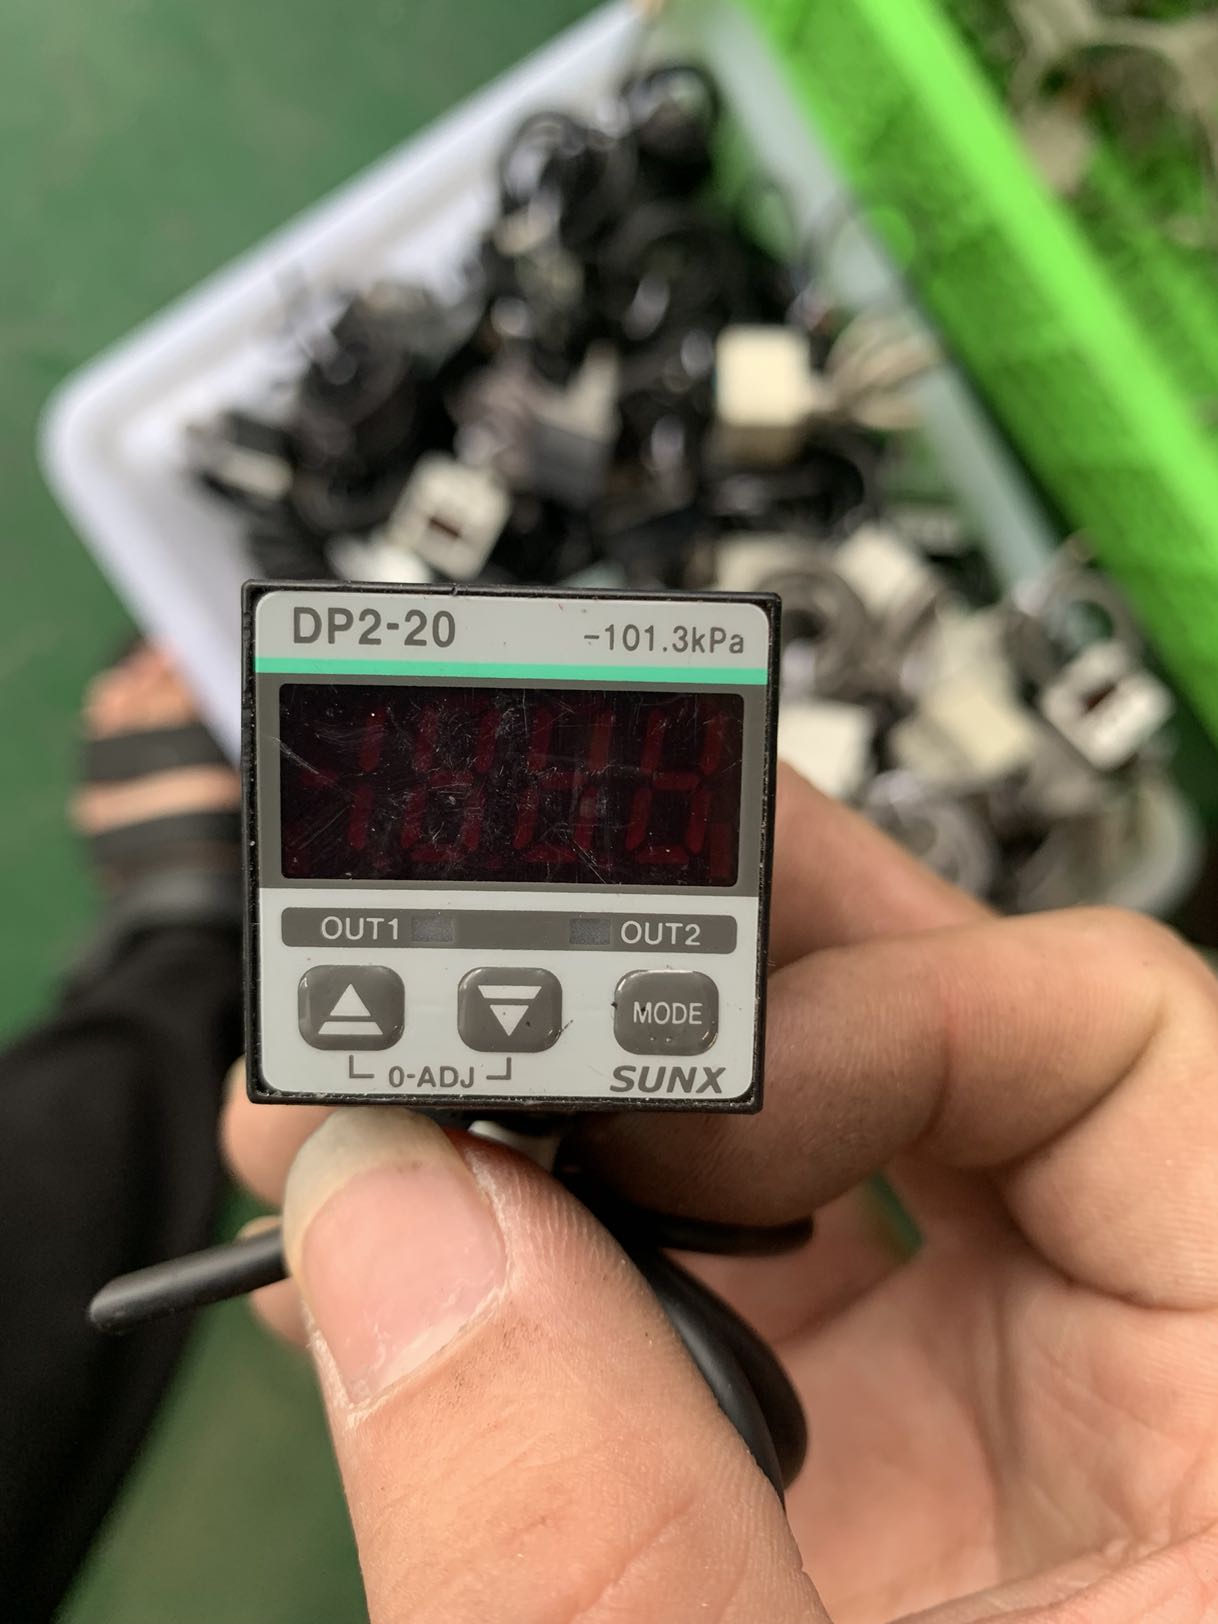 DP2-20
-101.3kPa
OUT1 OUT2
MODE
0-ADJ
SUNX